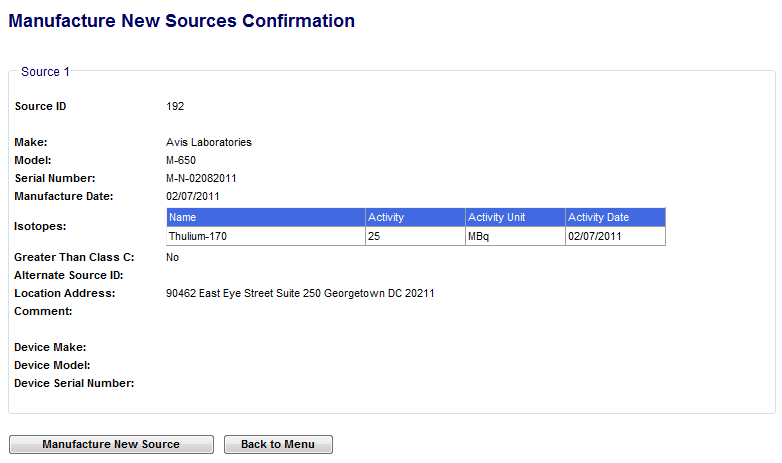 Manufacture New Sources Confirmation
Source 1
Source ID 192
Make: Avis Laboratories
Model: M-650
Serial Number: M-N-02082011
Manufacture Date: 02/07/2011
Isotopes:
Name Activity Activity Unit Activity Date
Thulium-170 25 MBq 02/07/2011
Greater Than Class C: No
Alternate Source ID:
Location Address: 90462 East Eye Street Suite 250 Georgetown DC 20211
Comment:
Device Make:
Device Model:
Device Serial Number:
Manufacture New Source Back to Menu